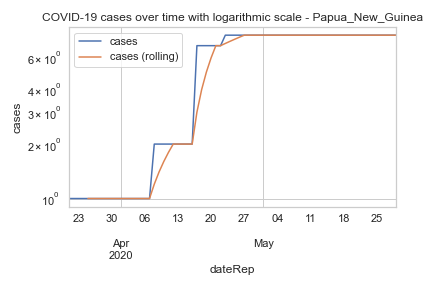 COVID-19 cases over time with logarithmic scale - Papua_New_Guinea
cases
cases (rolling)
6 × 10⁰
4 × 10⁰
3 × 10⁰
2 × 10⁰
10⁰
cases
23 30 06 13 20 27 04 11 18 25
Apr May
2020
dateRep